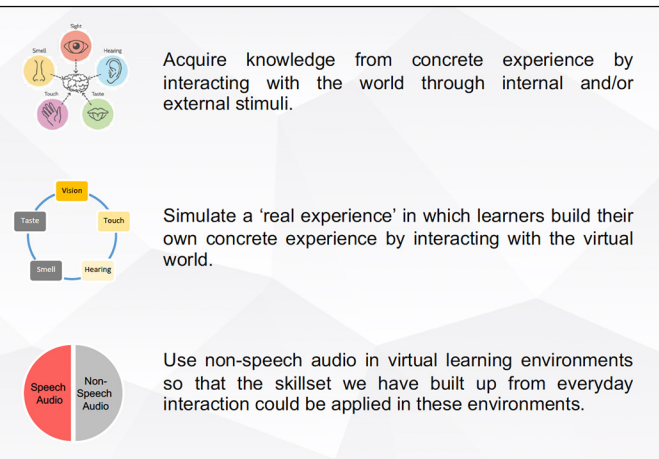 Sight
Smell
Hearing
Touch
Taste
Acquire knowledge from concrete experience by
interacting with the world through internal and/or
external stimuli.
Vision
Taste
Touch
Smell
Hearing
Simulate a ‘real experience’ in which learners build their
own concrete experience by interacting with the virtual
world.
Speech
Audio
Non-
Speech
Audio
Use non-speech audio in virtual learning environments
so that the skillset we have built up from everyday
interaction could be applied in these environments.